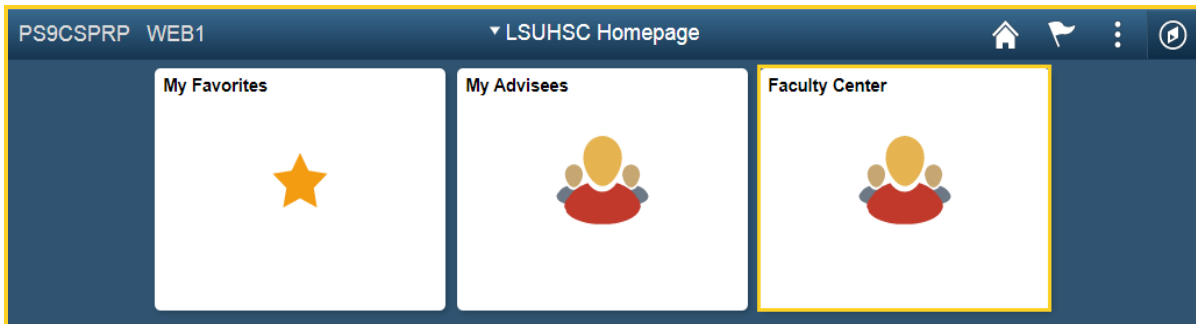 PS9CSPRP WEB1
LSUHSC Homepage
My Favorites
My Advisees
Faculty Center